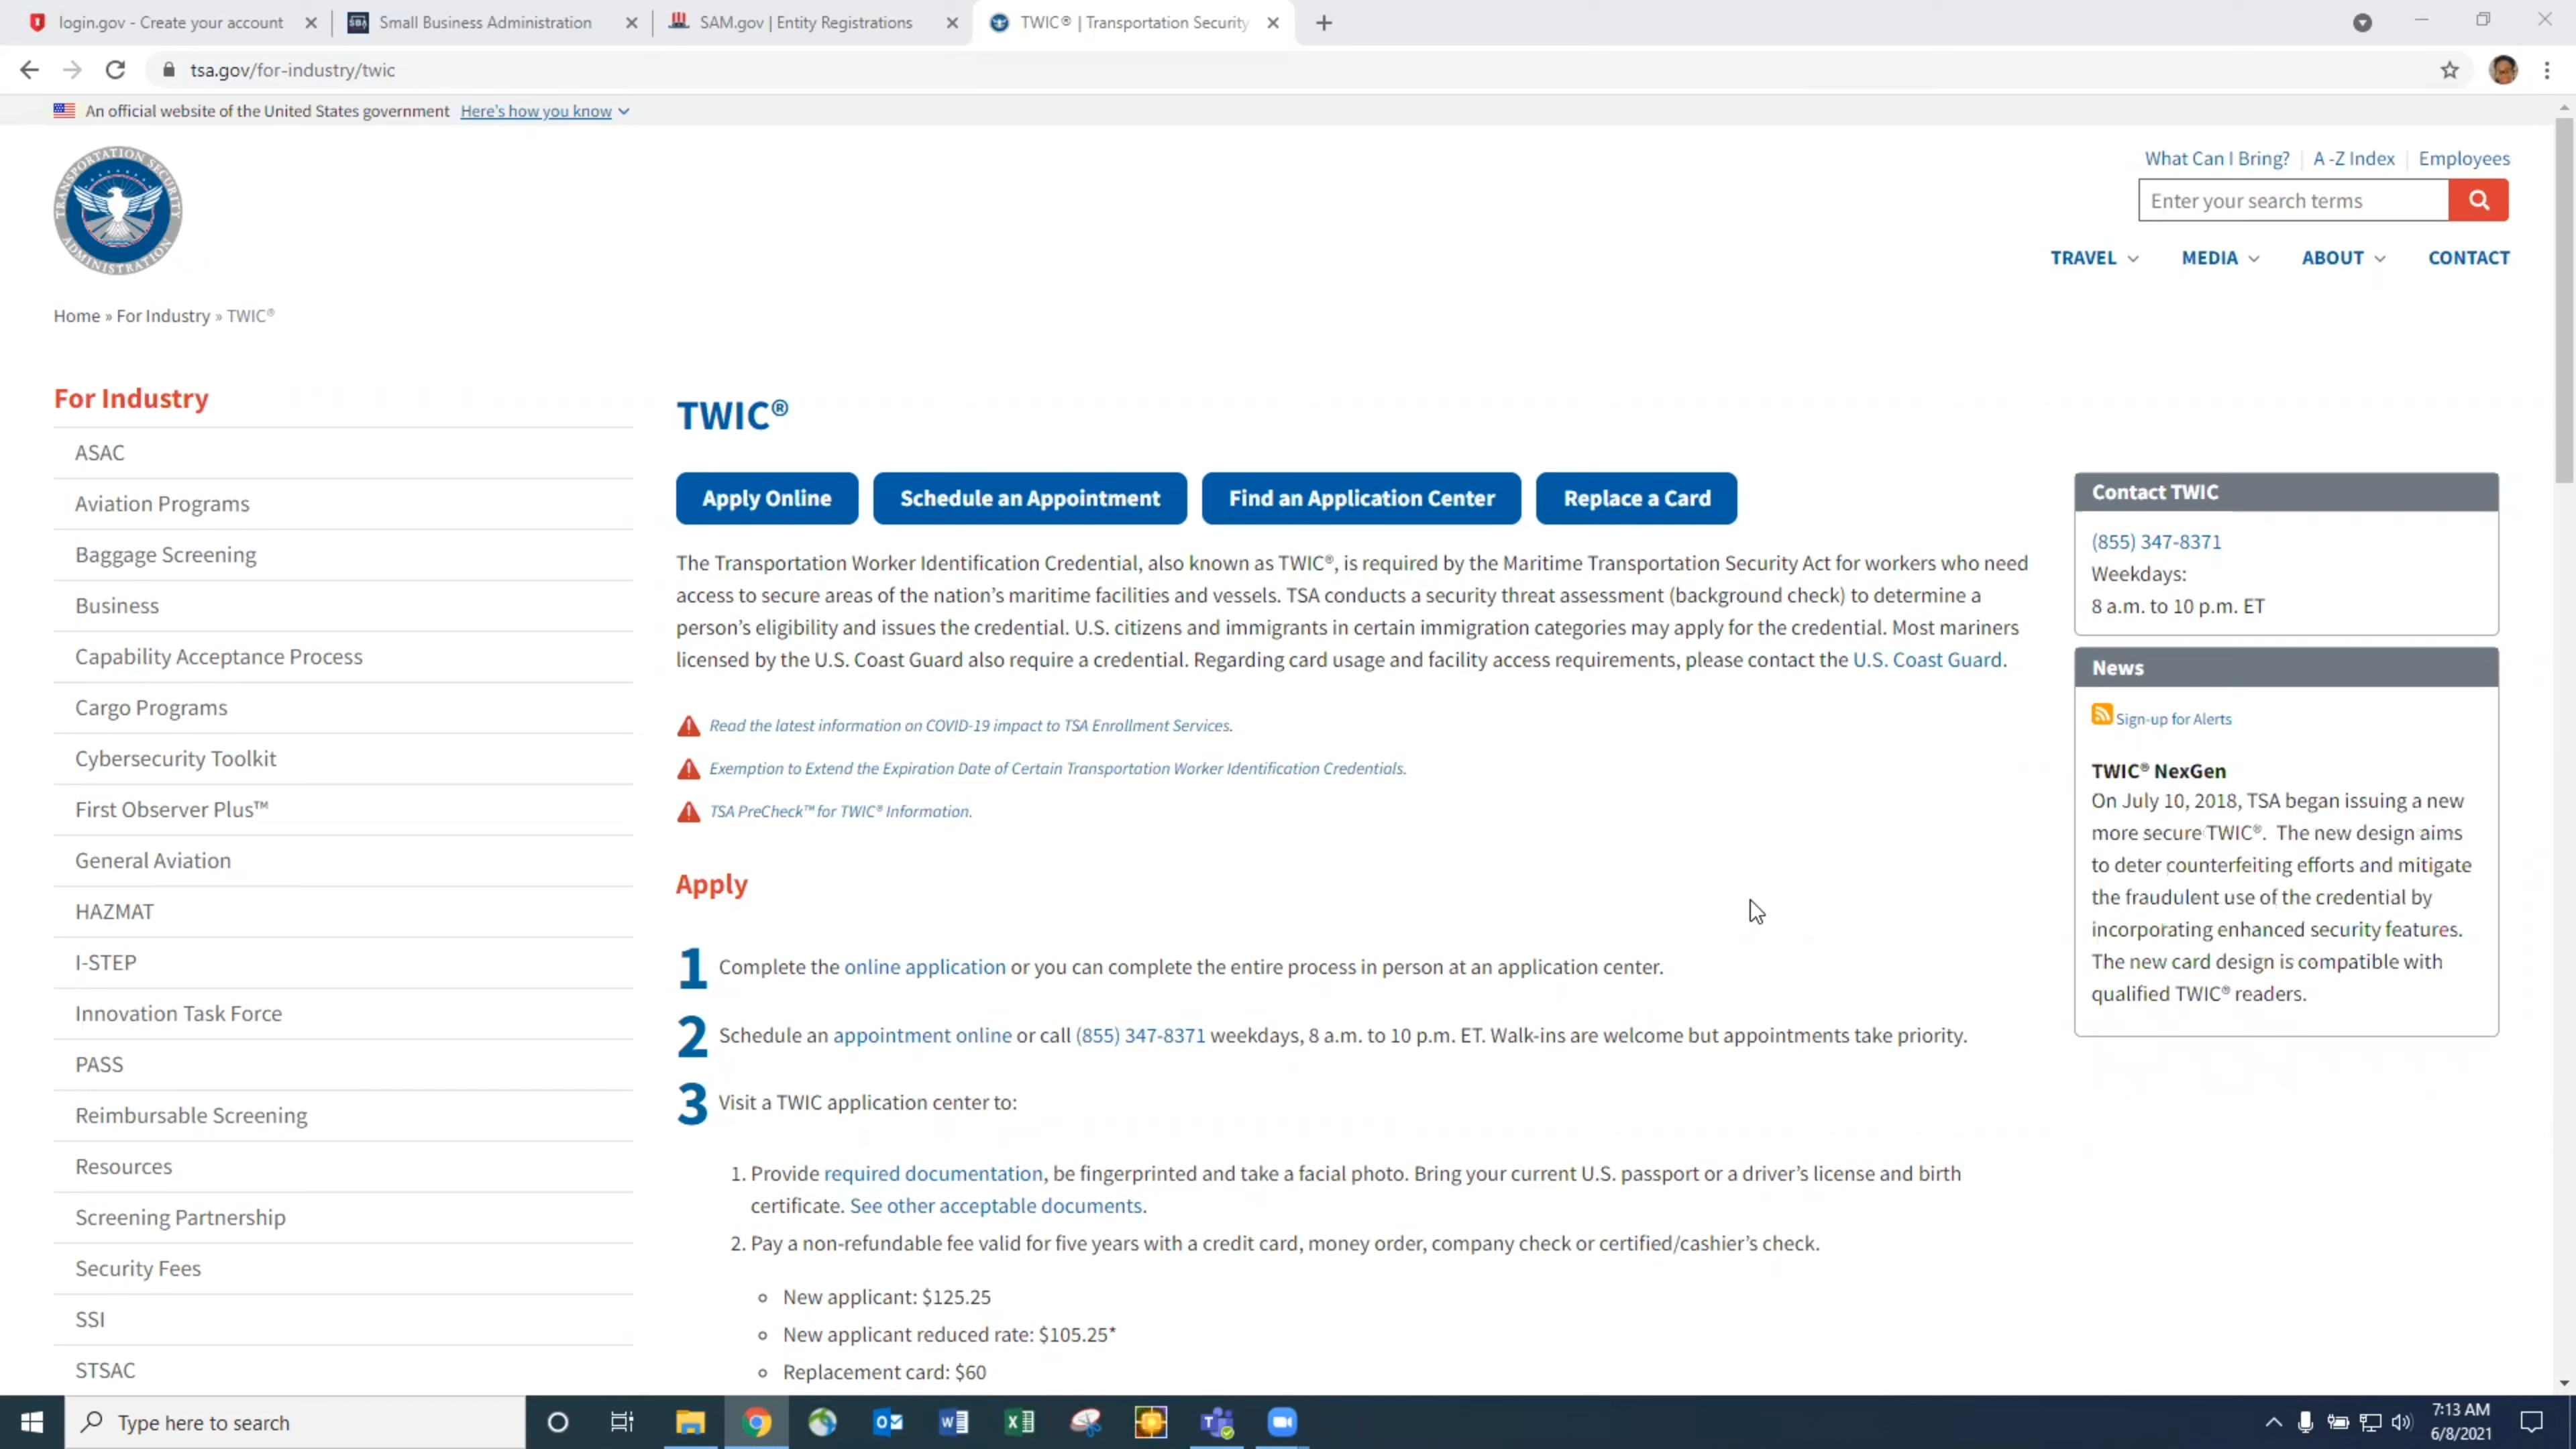 login.gov - Create your account
Small Business Administration
SAM.gov | Entity Registrations
TWIC® | Transportation Security
tsa.gov/for-industry/twic
An official website of the United States government Here's how you know
TRANSPORTATION SECURITY ADMINISTRATION
What Can I Bring? A -Z Index Employees
Enter your search terms
TRAVEL MEDIA ABOUT CONTACT
Home » For Industry » TWIC®
For Industry
ASAC
Aviation Programs
Baggage Screening
Business
Capability Acceptance Process
Cargo Programs
Cybersecurity Toolkit
First Observer Plus™
General Aviation
HAZMAT
I-STEP
Innovation Task Force
PASS
Reimbursable Screening
Resources
Screening Partnership
Security Fees
SSI
STSAC
TWIC®
Apply Online Schedule an Appointment Find an Application Center Replace a Card
The Transportation Worker Identification Credential, also known as TWIC®, is required by the Maritime Transportation Security Act for workers who need
access to secure areas of the nation's maritime facilities and vessels. TSA conducts a security threat assessment (background check) to determine a
person's eligibility and issues the credential. U.S. citizens and immigrants in certain immigration categories may apply for the credential. Most mariners
licensed by the U.S. Coast Guard also require a credential. Regarding card usage and facility access requirements, please contact the U.S. Coast Guard.
Read the latest information on COVID-19 impact to TSA Enrollment Services.
Exemption to Extend the Expiration Date of Certain Transportation Worker Identification Credentials.
TSA PreCheck™ for TWIC® Information.
Apply
1 Complete the online application or you can complete the entire process in person at an application center.
2 Schedule an appointment online or call (855) 347-8371 weekdays, 8 a.m. to 10 p.m. ET. Walk-ins are welcome but appointments take priority.
3 Visit a TWIC application center to:
1. Provide required documentation, be fingerprinted and take a facial photo. Bring your current U.S. passport or a driver's license and birth
certificate. See other acceptable documents.
2. Pay a non-refundable fee valid for five years with a credit card, money order, company check or certified/cashier's check.
New applicant: $125.25
New applicant reduced rate: $105.25*
Replacement card: $60
Contact TWIC
(855) 347-8371
Weekdays:
8 a.m. to 10 p.m. ET
News
Sign-up for Alerts
TWIC® NexGen
On July 10, 2018, TSA began issuing a new
more secure TWIC®. The new design aims
to deter counterfeiting efforts and mitigate
the fraudulent use of the credential by
incorporating enhanced security features.
The new card design is compatible with
qualified TWIC® readers.
Type here to search
7:13 AM
6/8/2021